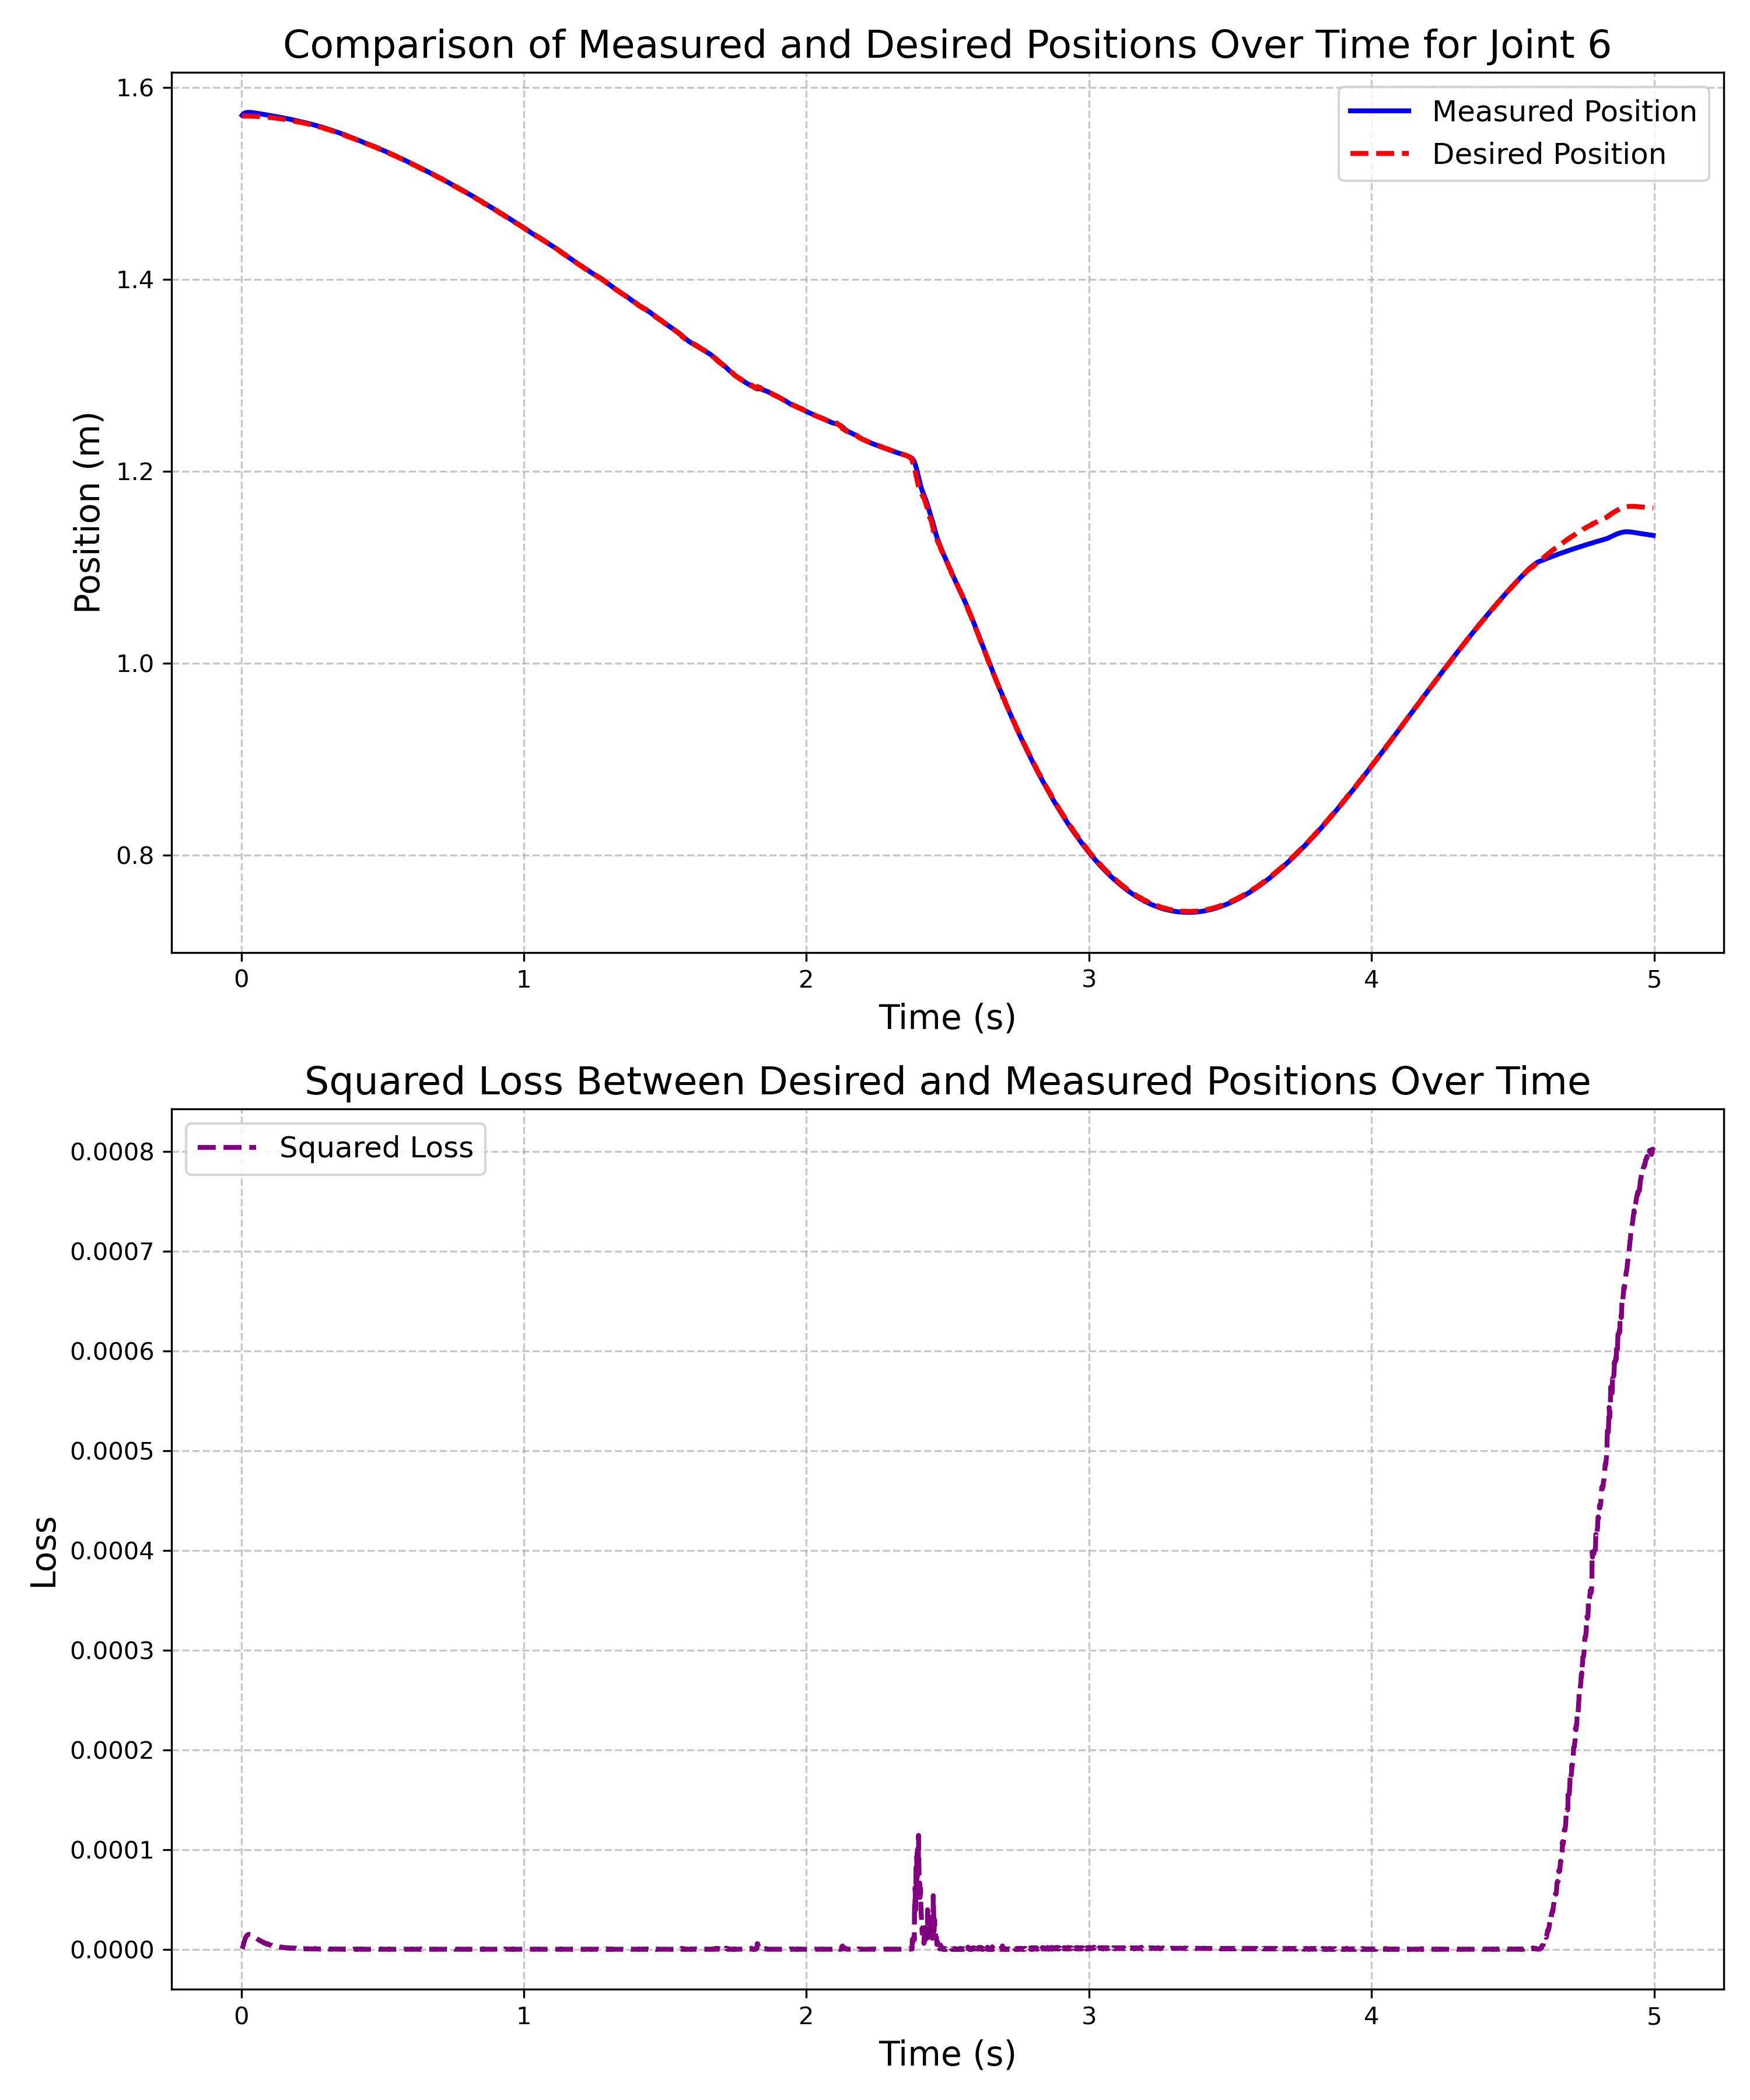 Comparison of Measured and Desired Positions Over Time for Joint 6
1.6
1.4
1.2
1.0
0.8
Position (m)
Measured Position
Desired Position
0 1 2 3 4 5
Time (s)
Squared Loss Between Desired and Measured Positions Over Time
Squared Loss
0.0008
0.0007
0.0006
0.0005
0.0004
0.0003
0.0002
0.0001
0.0000
Loss
0 1 2 3 4 5
Time (s)